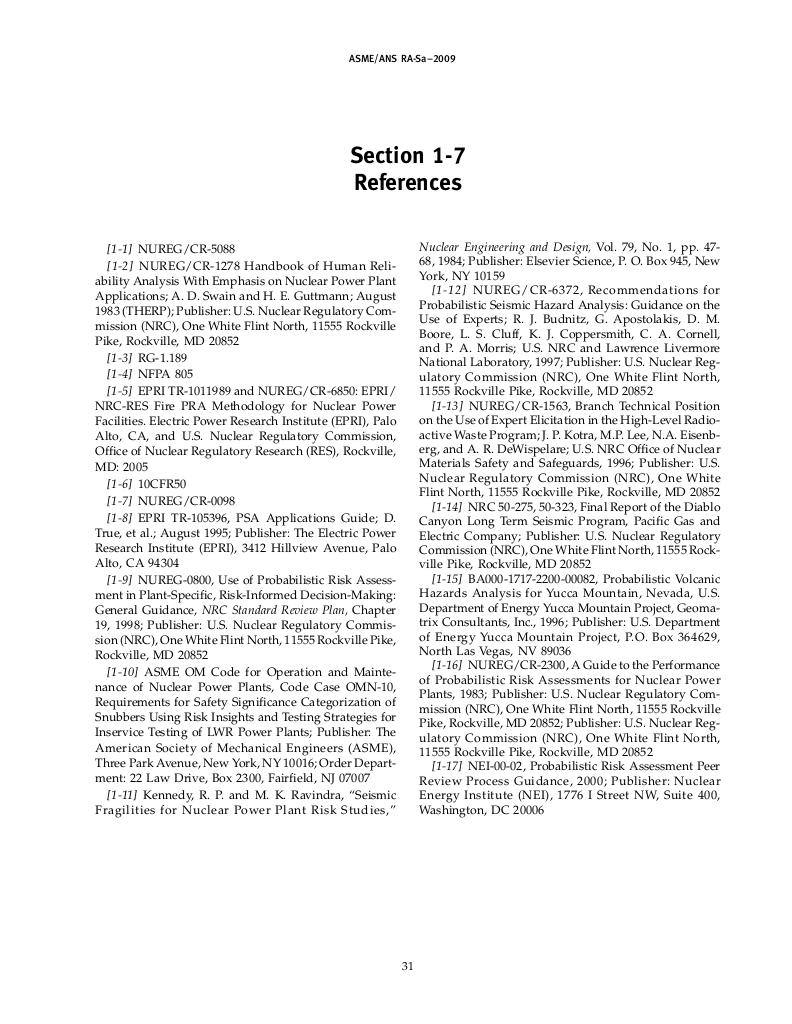 ASME/ANS RA-Sa–2009
Section 1-7
References
[1-1] NUREG/CR-5088
[1-2] NUREG/CR-1278 Handbook of Human Reli-
ability Analysis With Emphasis on Nuclear Power Plant
Applications; A. D. Swain and H. E. Guttmann; August
1983 (THERP); Publisher: U.S. Nuclear Regulatory Com-
mission (NRC), One White Flint North, 11555 Rockville
Pike, Rockville, MD 20852
[1-3] RG-1.189
[1-4] NFPA 805
[1-5] EPRI TR-1011989 and NUREG/CR-6850: EPRI/
NRC-RES Fire PRA Methodology for Nuclear Power
Facilities. Electric Power Research Institute (EPRI), Palo
Alto, CA, and U.S. Nuclear Regulatory Commission,
Office of Nuclear Regulatory Research (RES), Rockville,
MD: 2005
[1-6] 10CFR50
[1-7] NUREG/CR-0098
[1-8] EPRI TR-105396, PSA Applications Guide; D.
True, et al.; August 1995; Publisher: The Electric Power
Research Institute (EPRI), 3412 Hillview Avenue, Palo
Alto, CA 94304
[1-9] NUREG-0800, Use of Probabilistic Risk Assess-
ment in Plant-Specific, Risk-Informed Decision-Making:
General Guidance, NRC Standard Review Plan, Chapter
19, 1998; Publisher: U.S. Nuclear Regulatory Commis-
sion (NRC), One White Flint North, 11555 Rockville Pike,
Rockville, MD 20852
[1-10] ASME OM Code for Operation and Mainte-
nance of Nuclear Power Plants, Code Case OMN-10,
Requirements for Safety Significance Categorization of
Snubbers Using Risk Insights and Testing Strategies for
Inservice Testing of LWR Power Plants; Publisher: The
American Society of Mechanical Engineers (ASME),
Three Park Avenue, New York, NY 10016; Order Depart-
ment: 22 Law Drive, Box 2300, Fairfield, NJ 07007
[1-11] Kennedy, R. P. and M. K. Ravindra, “Seismic
Fragilities for Nuclear Power Plant Risk Studies,”
Nuclear Engineering and Design, Vol. 79, No. 1, pp. 47-
68, 1984; Publisher: Elsevier Science, P. O. Box 945, New
York, NY 10159
[1-12] NUREG/CR-6372, Recommendations for
Probabilistic Seismic Hazard Analysis: Guidance on the
Use of Experts; R. J. Budnitz, G. Apostolakis, D. M.
Boore, L. S. Cluff, K. J. Coppersmith, C. A. Cornell,
and P. A. Morris; U.S. NRC and Lawrence Livermore
National Laboratory, 1997; Publisher: U.S. Nuclear Reg-
ulatory Commission (NRC), One White Flint North,
11555 Rockville Pike, Rockville, MD 20852
[1-13] NUREG/CR-1563, Branch Technical Position
on the Use of Expert Elicitation in the High-Level Radio-
active Waste Program; J. P. Kotra, M.P. Lee, N.A. Eisenb-
erg, and A. R. DeWispelare; U.S. NRC Office of Nuclear
Materials Safety and Safeguards, 1996; Publisher: U.S.
Nuclear Regulatory Commission (NRC), One White
Flint North, 11555 Rockville Pike, Rockville, MD 20852
[1-14] NRC 50-275, 50-323, Final Report of the Diablo
Canyon Long Term Seismic Program, Pacific Gas and
Electric Company; Publisher: U.S. Nuclear Regulatory
Commission (NRC), One White Flint North, 11555 Rock-
ville Pike, Rockville, MD 20852
[1-15] BA000-1717-2200-00082, Probabilistic Volcanic
Hazards Analysis for Yucca Mountain, Nevada, U.S.
Department of Energy Yucca Mountain Project, Geoma-
trix Consultants, Inc., 1996; Publisher: U.S. Department
of Energy Yucca Mountain Project, P.O. Box 364629,
North Las Vegas, NV 89036
[1-16] NUREG/CR-2300, A Guide to the Performance
of Probabilistic Risk Assessments for Nuclear Power
Plants, 1983; Publisher: U.S. Nuclear Regulatory Com-
mission (NRC), One White Flint North, 11555 Rockville
Pike, Rockville, MD 20852; Publisher: U.S. Nuclear Reg-
ulatory Commission (NRC), One White Flint North,
11555 Rockville Pike, Rockville, MD 20852
[1-17] NEI-00-02, Probabilistic Risk Assessment Peer
Review Process Guidance, 2000; Publisher: Nuclear
Energy Institute (NEI), 1776 I Street NW, Suite 400,
Washington, DC 20006
31